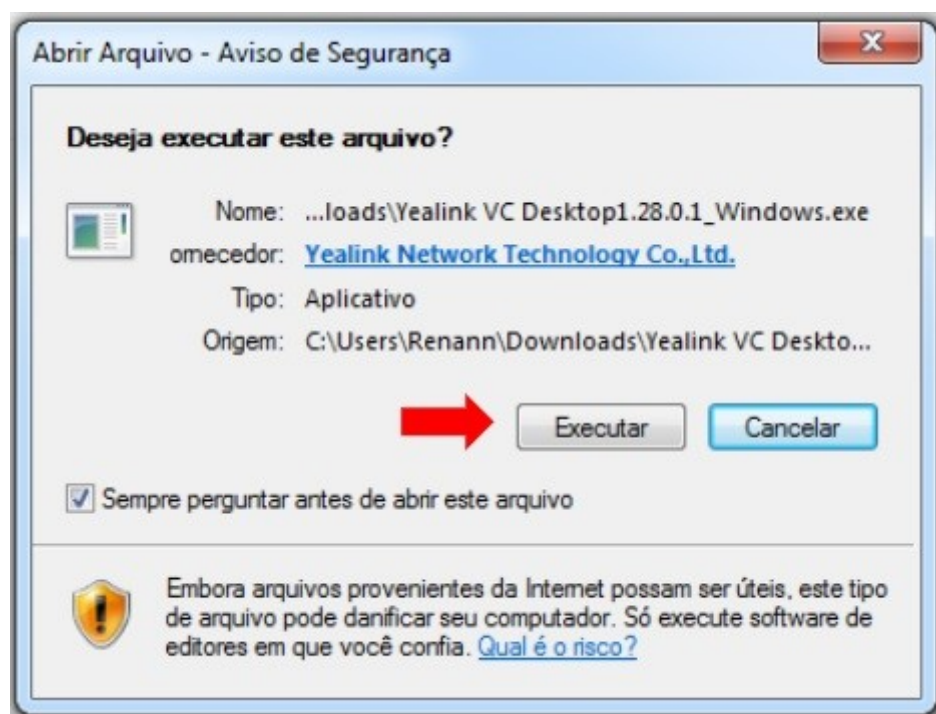 Abrir Arquivo - Aviso de Segurança
Deseja executar este arquivo?
Nome: ...loads\Yealink VC Desktop1.28.0.1_Windows.exe
omecedor: Yealink Network Technology Co.,Ltd.
Tipo: Aplicativo
Origem: C:\Users\Renann\Downloads\Yealink VC Deskto...
Executar Cancelar
Sempre perguntar antes de abrir este arquivo
Embora arquivos provenientes da Internet possam ser úteis, este tipo
de arquivo pode danificar seu computador. Só execute software de
editores em que você confia. Qual é o risco?